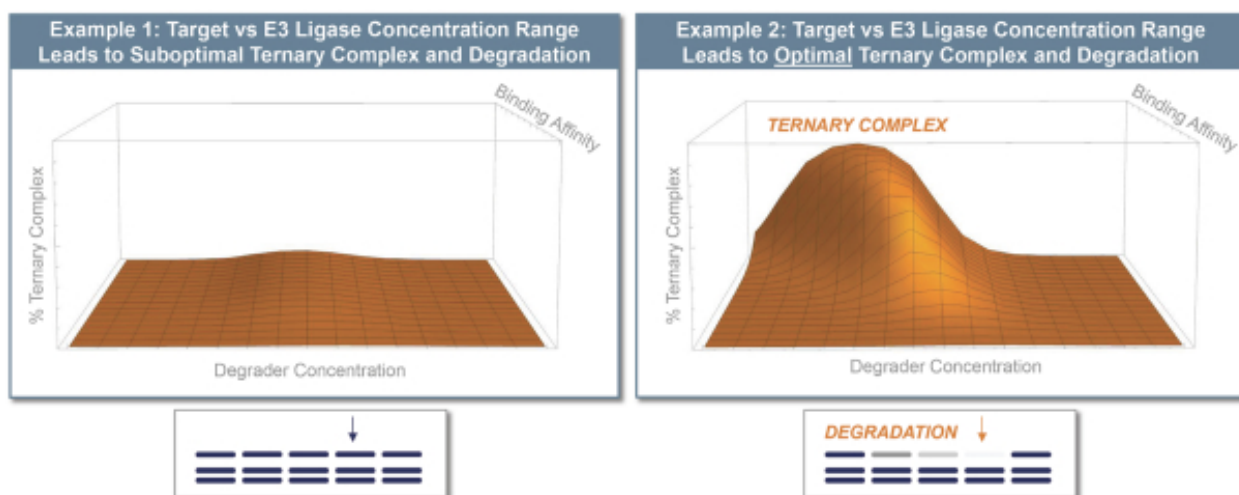 Example 1: Target vs E3 Ligase Concentration Range
Leads to Suboptimal Ternary Complex and Degradation
Binding Affinity
% Ternary Complex
Degrader Concentration
Example 2: Target vs E3 Ligase Concentration Range
Leads to Optimal Ternary Complex and Degradation
Binding Affinity
TERNARY COMPLEX
% Ternary Complex
Degrader Concentration
DEGRADATION